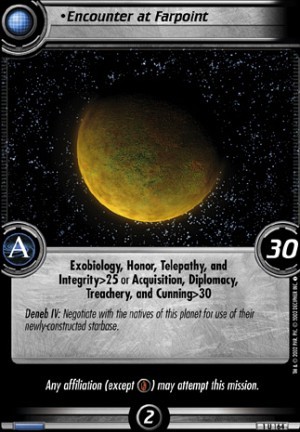 •Encounter at Farpoint
A
30
Exobiology, Honor, Telepathy, and
Integrity>25 or Acquisition, Diplomacy,
Treachery, and Cunning>30
Deneb IV: Negotiate with the natives of this planet for use of their
newly-constructed starbase.
Any affiliation (except ) may attempt this mission.
2
1 U 164